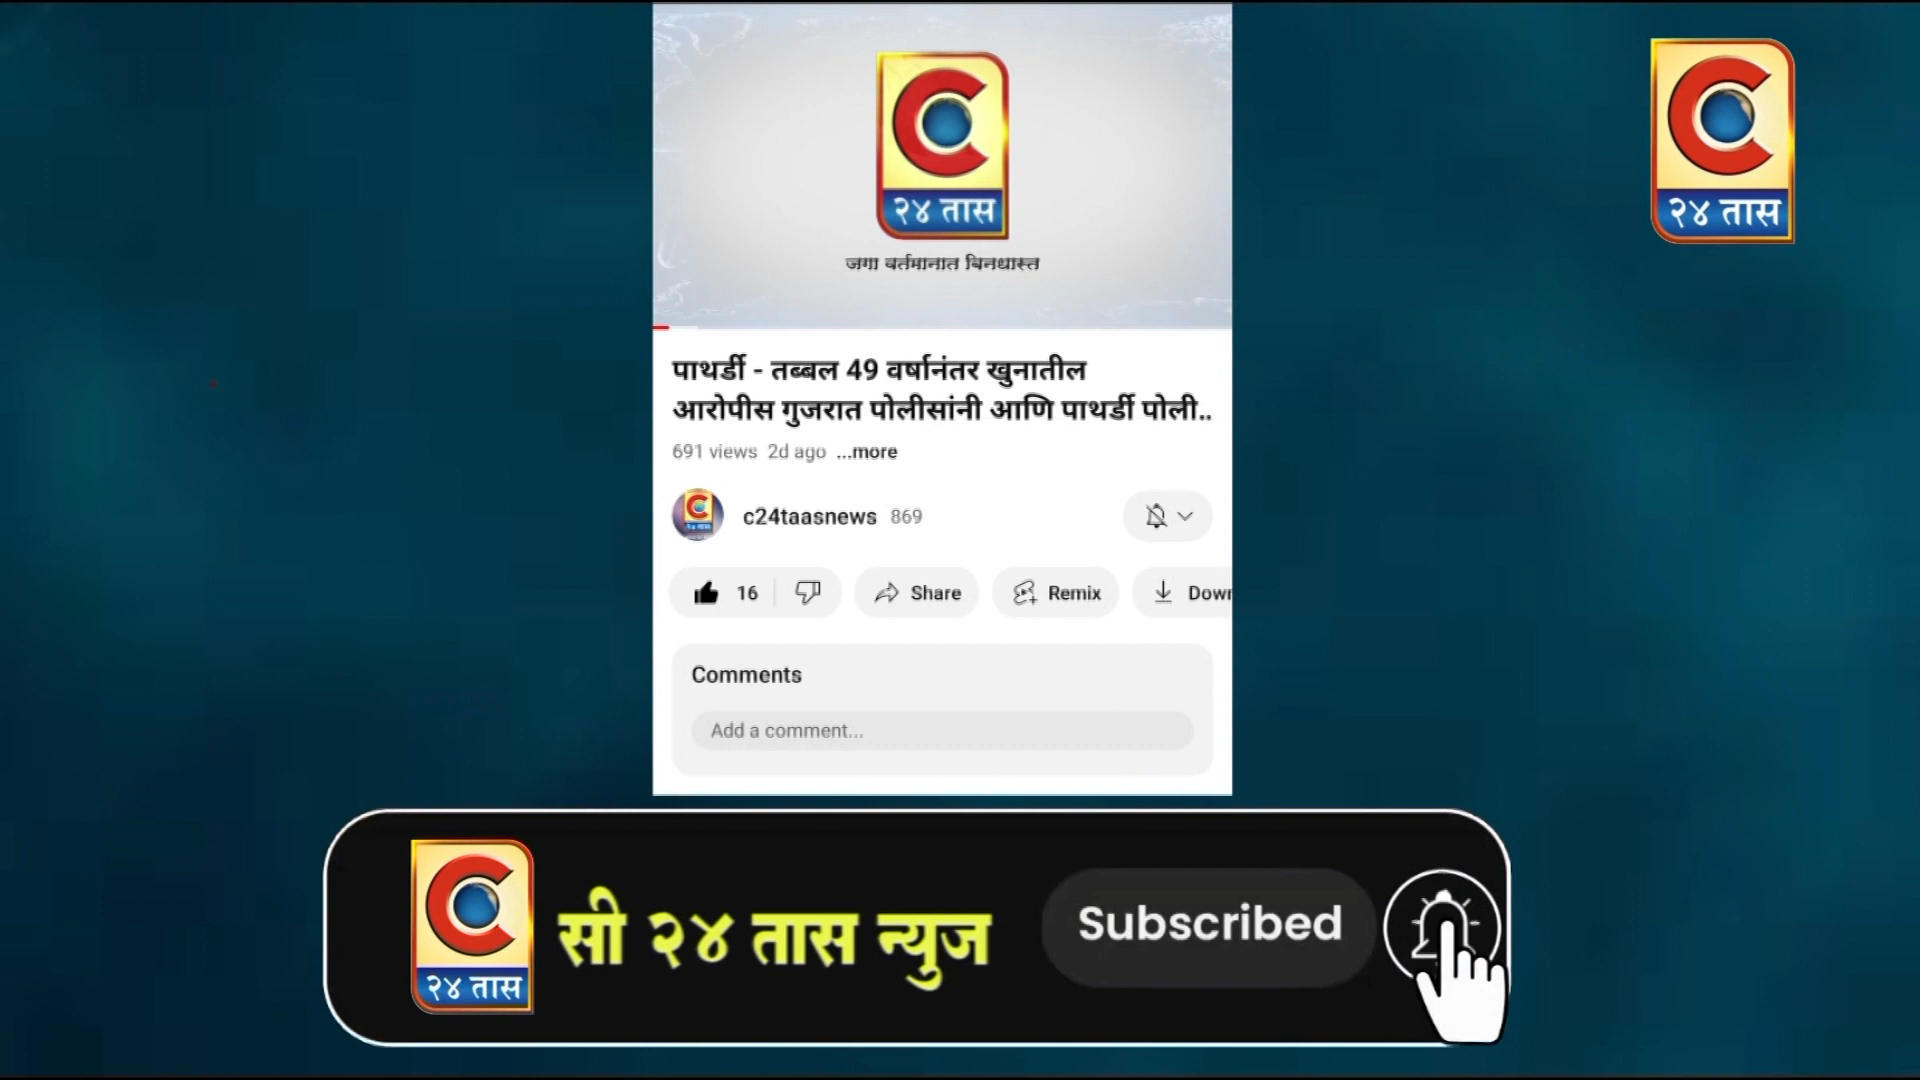 २४ तास
२४ तास
जगा वर्तमानात बिनधास्त
पाथर्डी - तब्बल 49 वर्षानंतर खुनातील
आरोपीस गुजरात पोलीसांनी आणि पाथर्डी पोली..
691 views 2d ago ...more
c24taasnews 869
16 Share Remix Down
Comments
Add a comment...
२४ तास
सी २४ तास न्युज
Subscribed